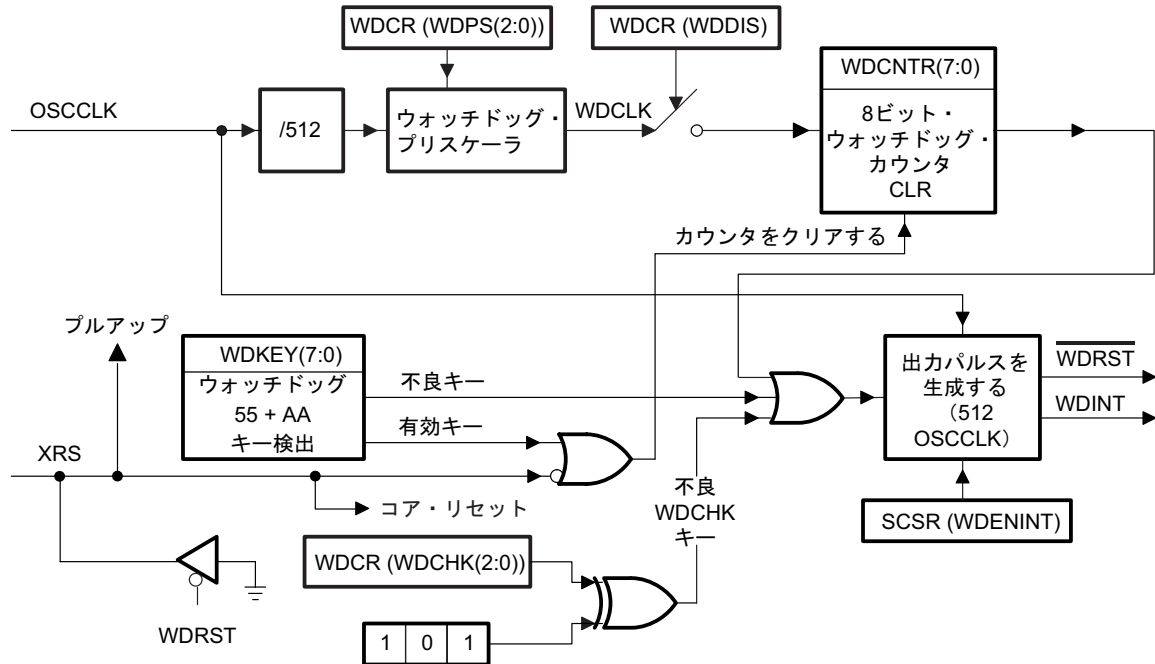 WDCR (WDPS(2:0))
WDCR (WDDIS)
OSCCLK
/512
ウォッチドッグ・
プリスケーラ
WDCLK
WDCNTR(7:0)
8ビット・
ウォッチドッグ・
カウンタ
CLR
カウンタをクリアする
プルアップ
WDKEY(7:0)
ウォッチドッグ
55 + AA
キー検出
不良キー
有効キー
出力パルスを
生成する
(512
OSCCLK)
WDRST
WDINT
XRS
コア・リセット
不良
WDCHK
キー
SCSR (WDENINT)
WDCR (WDCHK(2:0))
WDRST
1 0 1